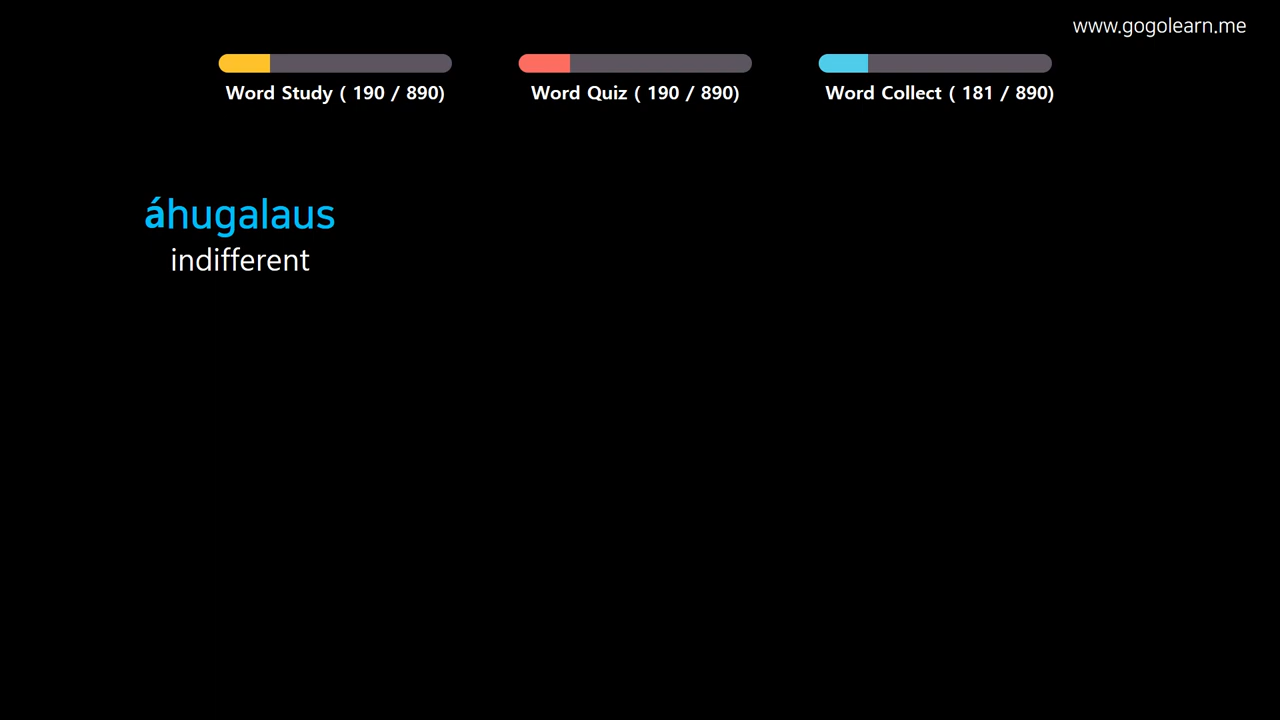 www.gogolearn.me
Word Study ( 190 / 890)
Word Quiz ( 190 / 890)
Word Collect ( 181 / 890)
áhugalaus
indifferent